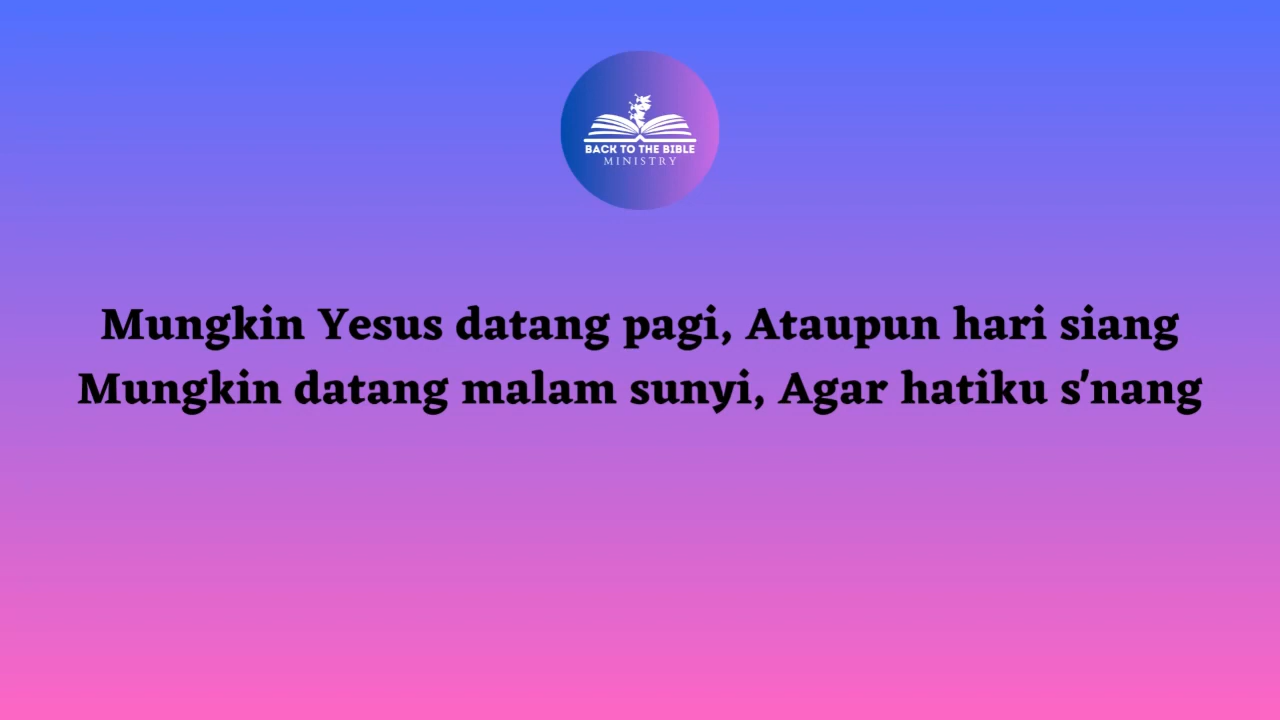 BACK TO THE BIBLE
MINISTRY
Mungkin Yesus datang pagi, Ataupun hari siang
Mungkin datang malam sunyi, Agar hatiku s'nang